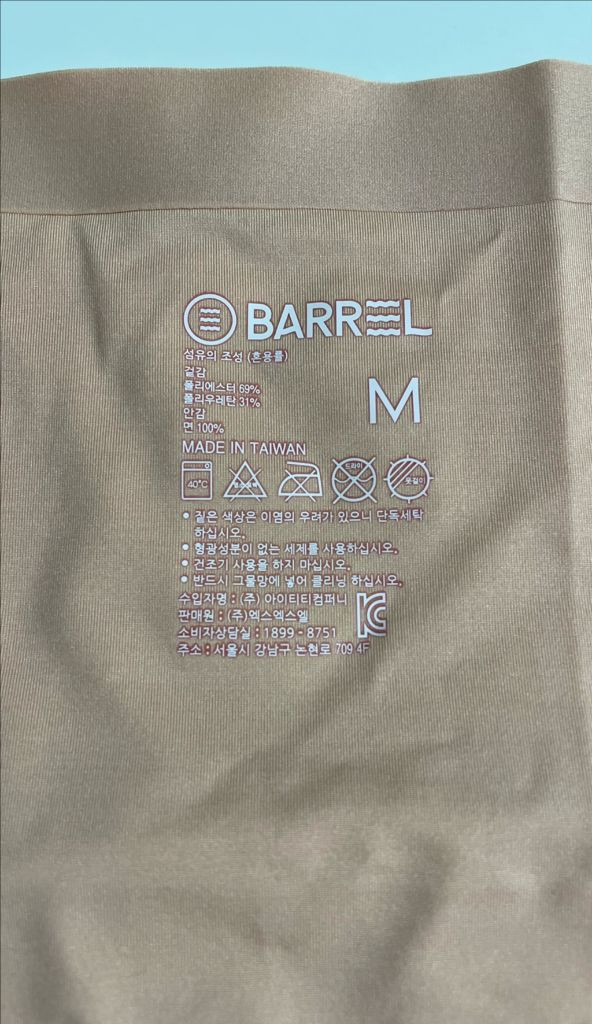 BARREL
섬유의 조성 (혼용률)
겉감
폴리에스터 69%
폴리우레탄 31%
안감
면 100%
M
MADE IN TAIWAN
40°C
드라이
옷걸이
• 짙은 색상은 이염의 우려가 있으니 단독세탁
하십시오.
• 형광성분이 없는 세제를 사용하십시오.
• 건조기 사용을 하지 마십시오.
• 반드시 그물망에 넣어 클리닝 하십시오.
수입자명 : (주) 아이티티컴퍼니
판매원 : (주)엑스엑스엘
소비자상담실 : 1899 - 8751
주소 : 서울시 강남구 논현로 709 4F